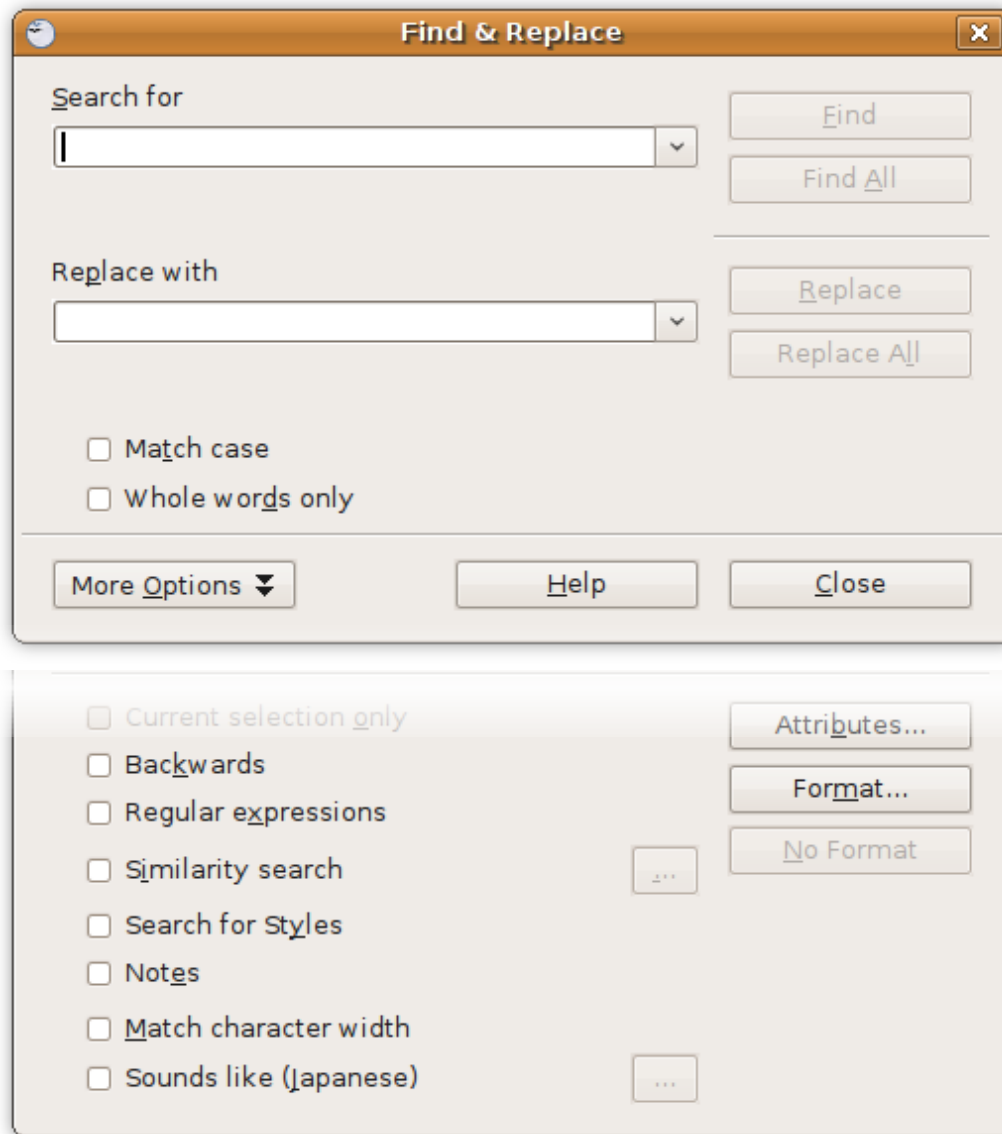 Find & Replace
Search for
Find
Find All
Replace with
Replace
Replace All
Match case
Whole words only
More Options
Help
Close
Current selection only
Attributes...
Backwards
Format...
Regular expressions
No Format
Similarity search
...
Search for Styles
Notes
Match character width
Sounds like (Japanese)
...